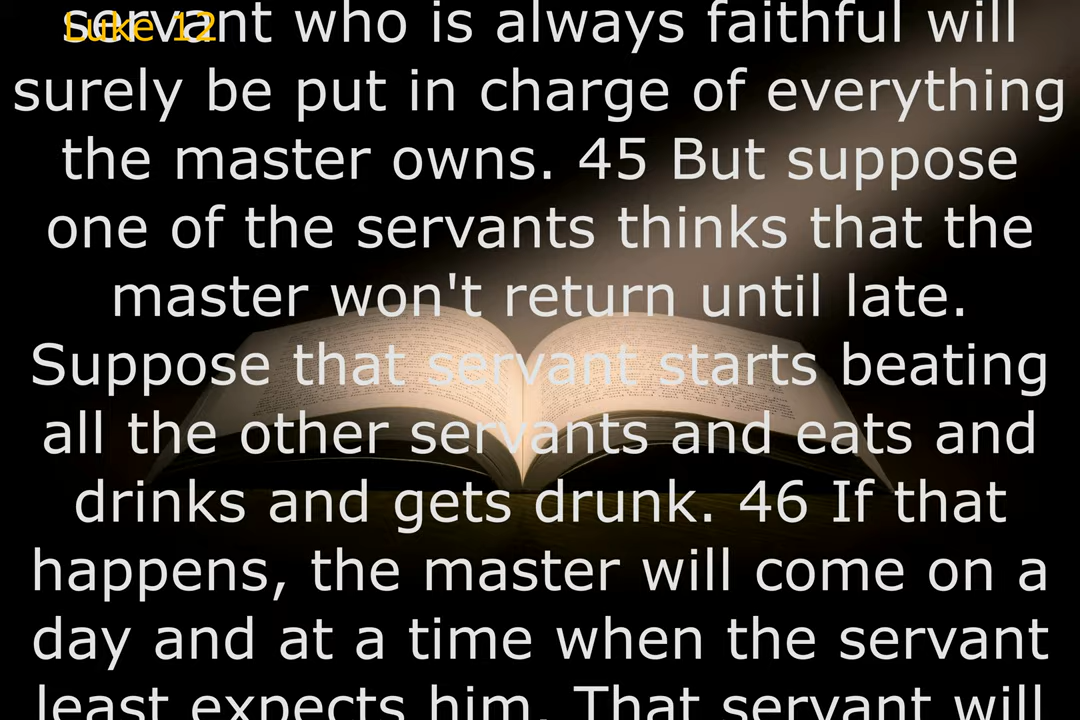 Luke 12
servant who is always faithful will
surely be put in charge of everything
the master owns. 45 But suppose
one of the servants thinks that the
master won't return until late.
Suppose that servant starts beating
all the other servants and eats and
drinks and gets drunk. 46 If that
happens, the master will come on a
day and at a time when the servant
least expects him. That servant will